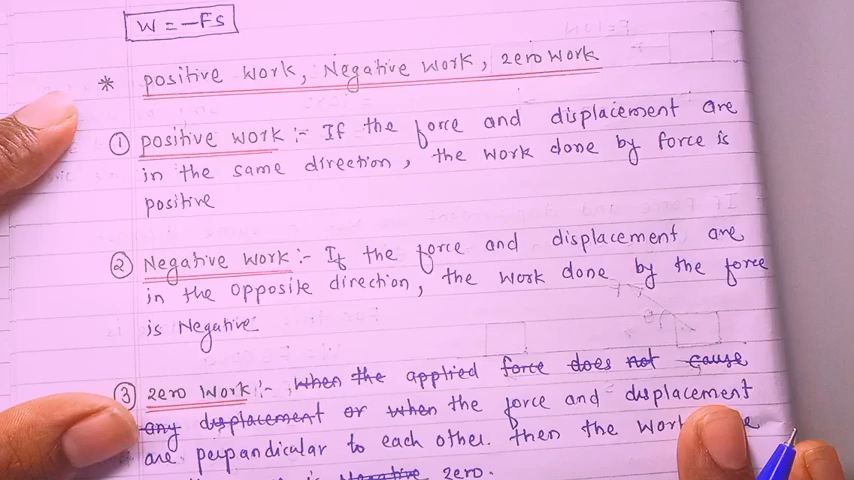 W = -FS
* positive work, Negative work, zero work
① positive work :- If the force and displacement are
in the same direction, the work done by force is
positive
② Negative work :- If the force and displacement are
in the opposite direction, the work done by the force
is Negative
③ zero work :- when the applied force does not cause
any displacement or when the force and displacement
are perpandicular to each other. then the
is Negative zero.